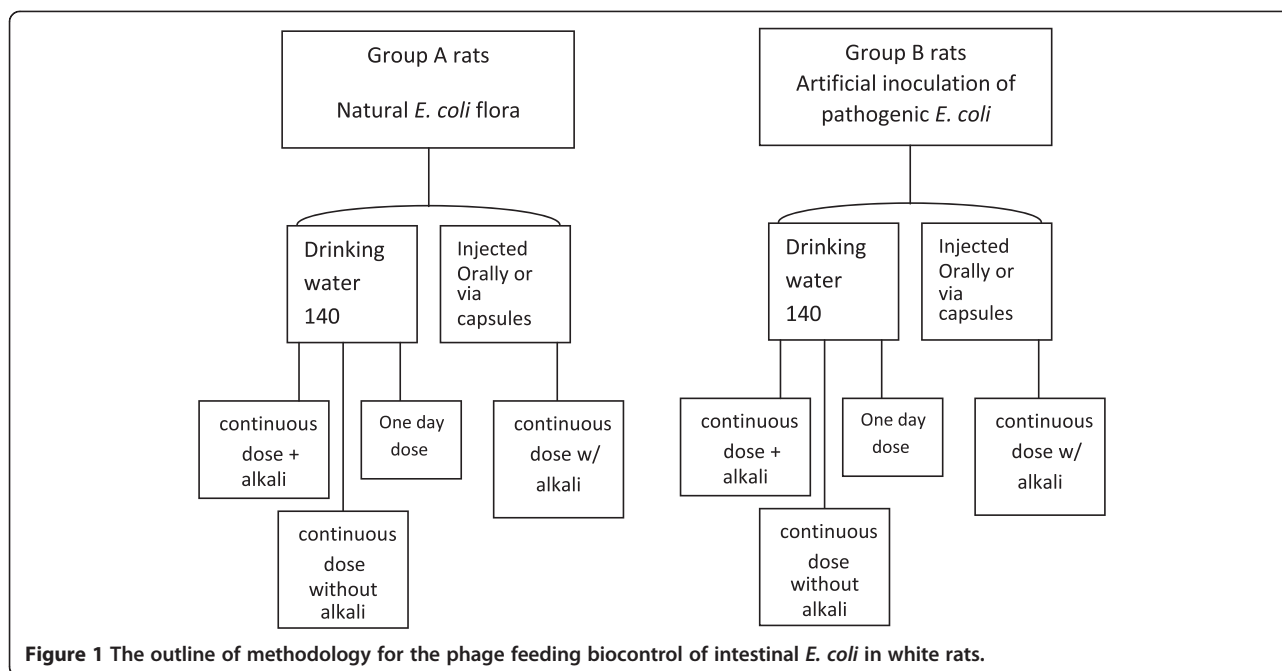 Group A rats
Natural E. coli flora
Drinking
water
140
Injected
Orally or
via
capsules
continuous
dose +
alkali
One day
dose
continuous
dose w/
alkali
continuous
dose
without
alkali
Group B rats
Artificial inoculation of
pathogenic E. coli
Drinking
water
140
Injected
Orally or
via
capsules
continuous
dose +
alkali
One day
dose
continuous
dose w/
alkali
continuous
dose
without
alkali
Figure 1 The outline of methodology for the phage feeding biocontrol of intestinal E. coli in white rats.